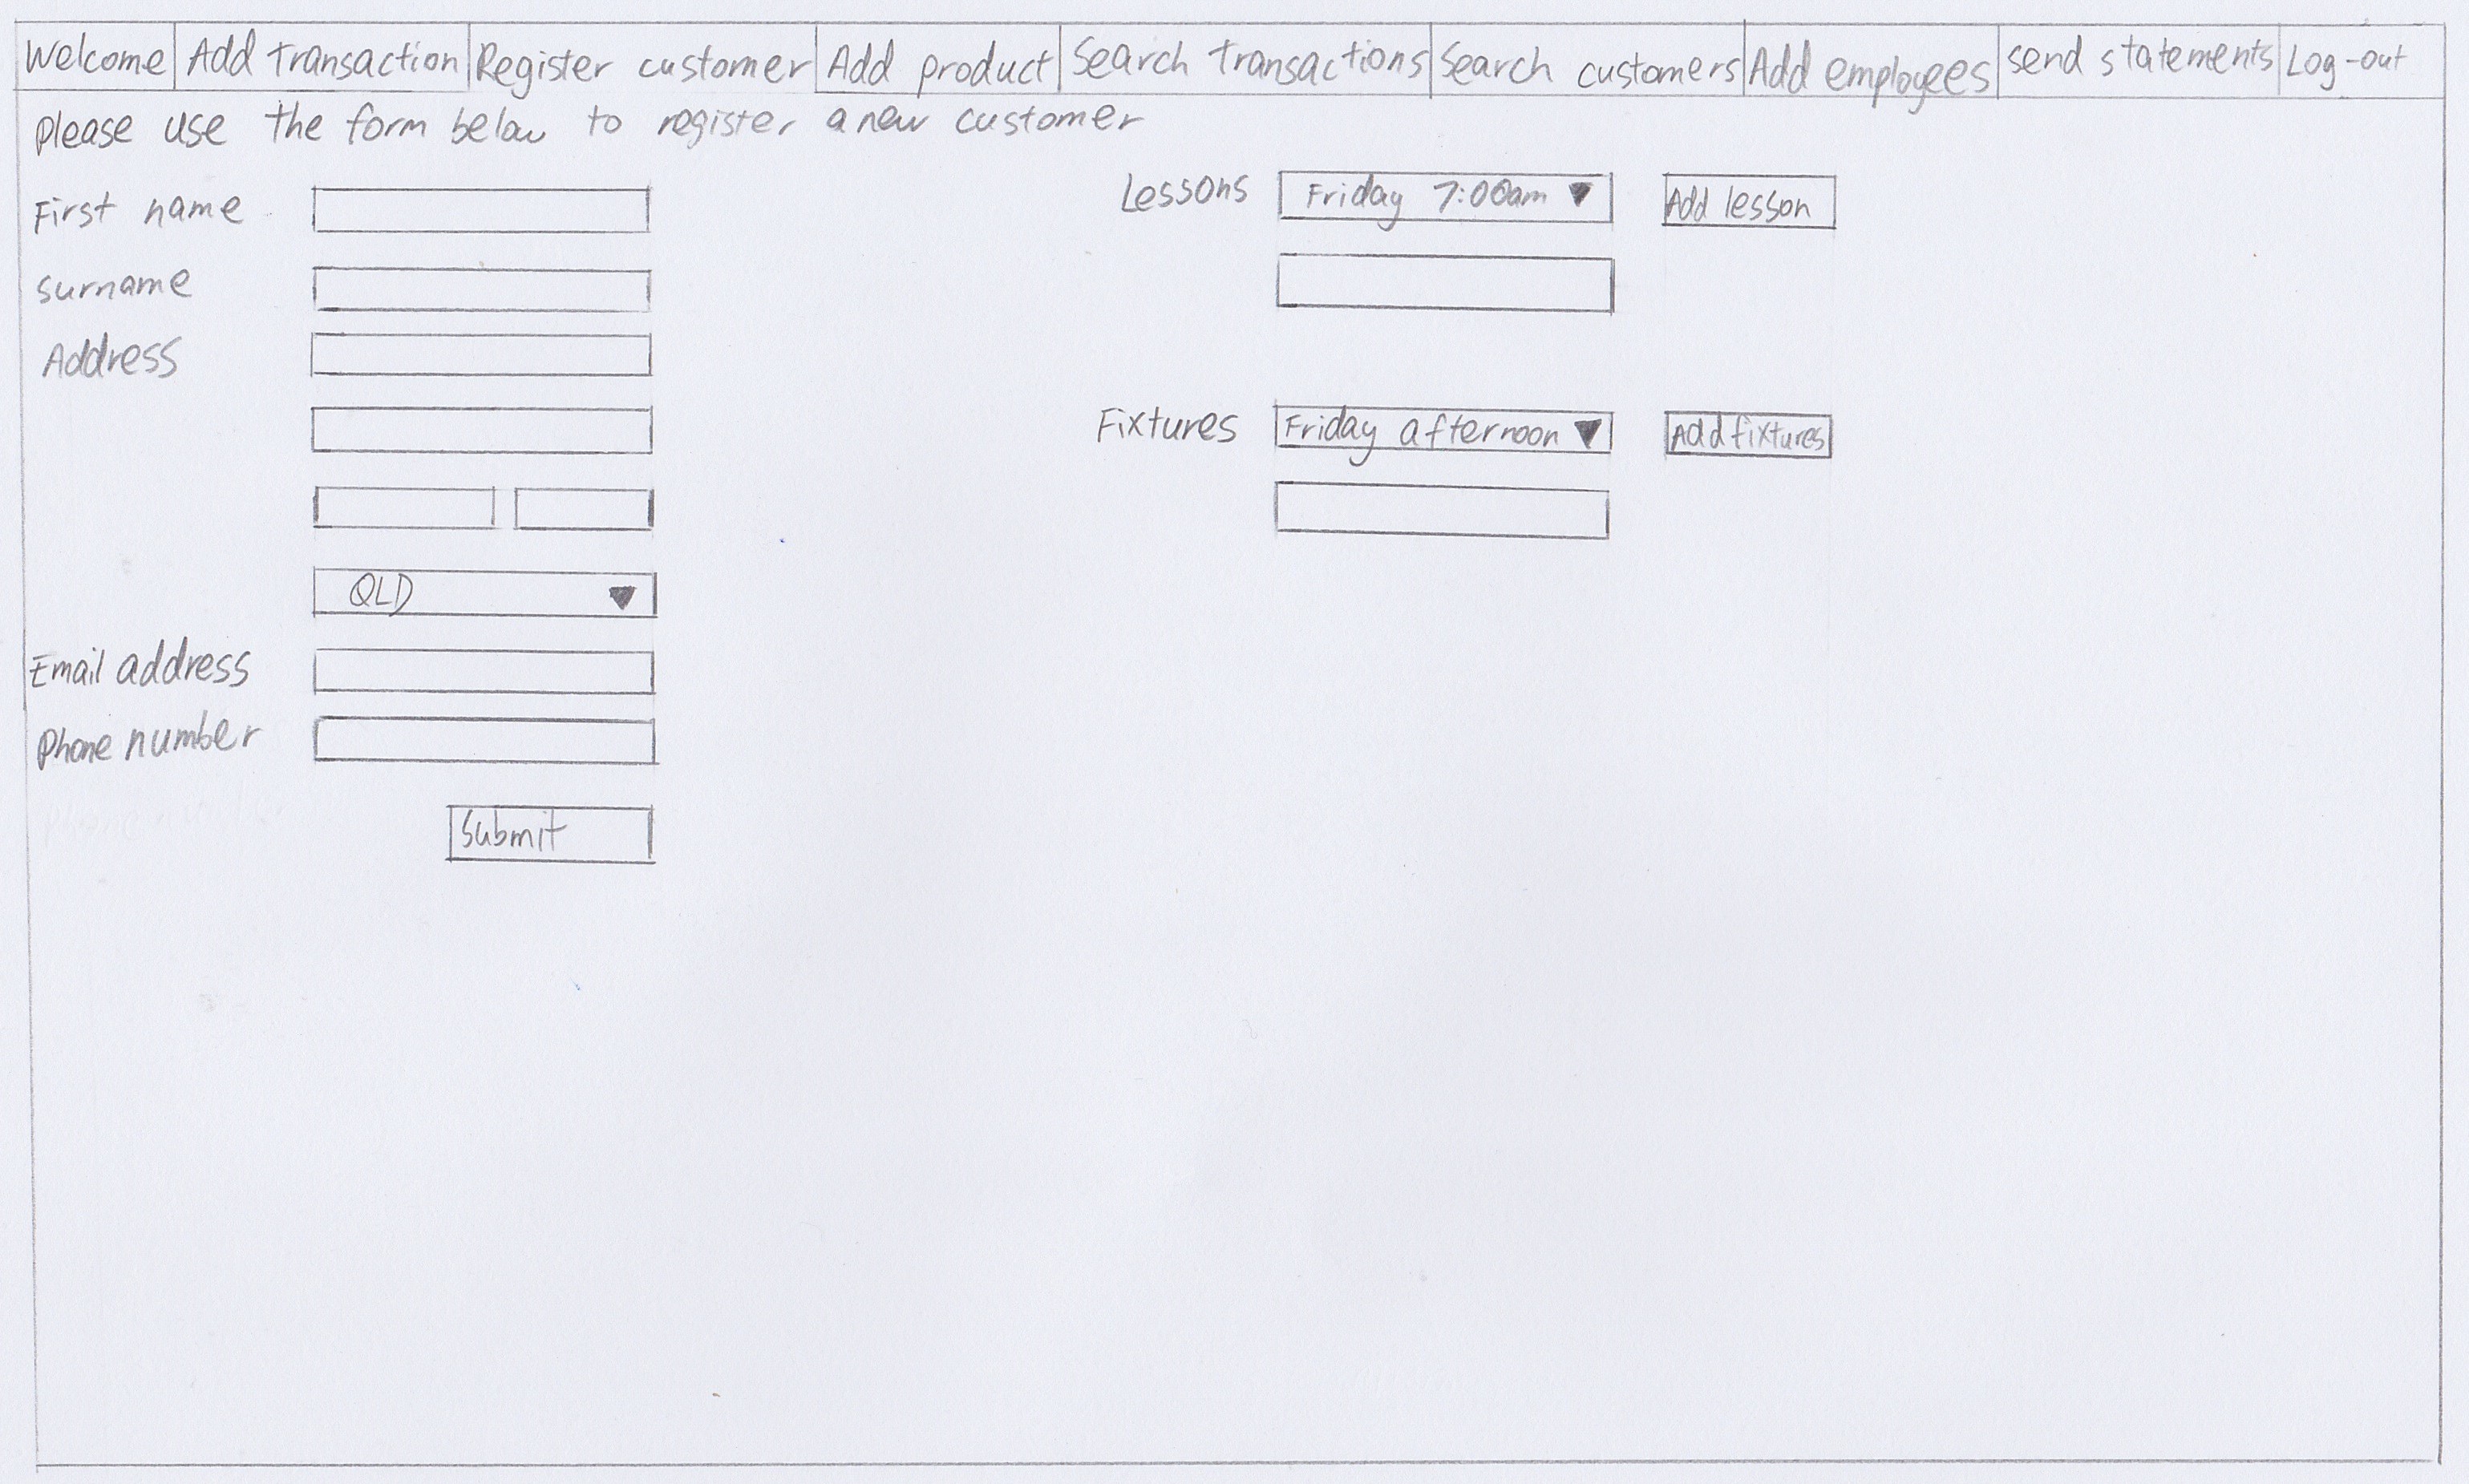 Welcome Add transaction Register customer Add product Search transactions Search customers Add employees send statements Log-out
please use the form below to register a new customer
First name
surname
Address
QLD
Email address
Phone number
Submit
Lessons Friday 7:00am Add lesson
Fixtures Friday afternoon Add fixtures